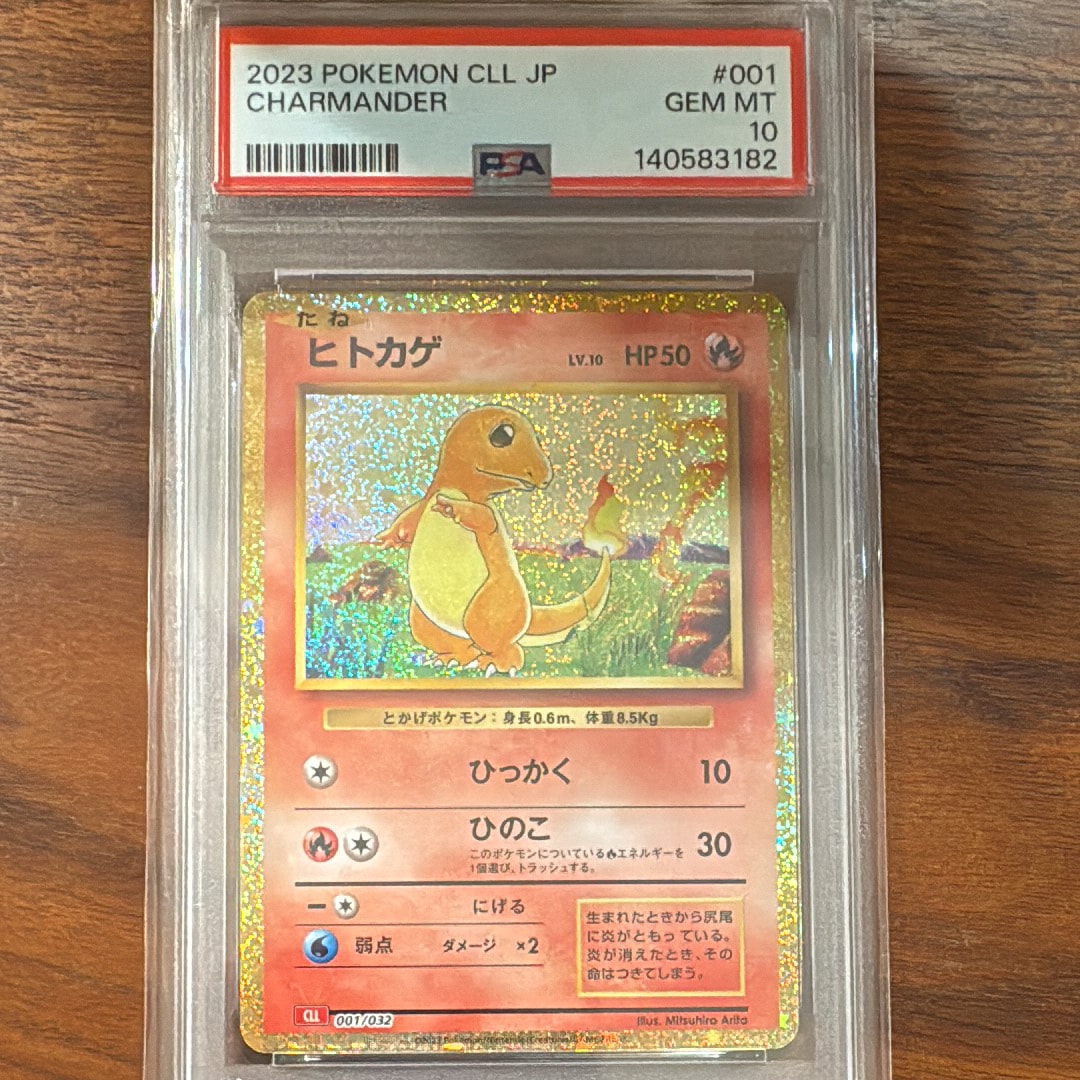 2023 POKEMON CLL JP #001
CHARMANDER GEM MT
10
PSA 140583182
たね
ヒトカゲ LV.10 HP50
とかげポケモン：身長0.6m、体重8.5Kg
ひっかく 10
ひのこ 30
このポケモンについているエネルギーを
1個選び、トラッシュする。
にげる
弱点 ダメージ ×2
生まれたときから尻尾
に炎がともっている。
炎が消えたとき、その
命はつきてしまう。
CLL 001/032
Illus. Mitsuhiro Arita